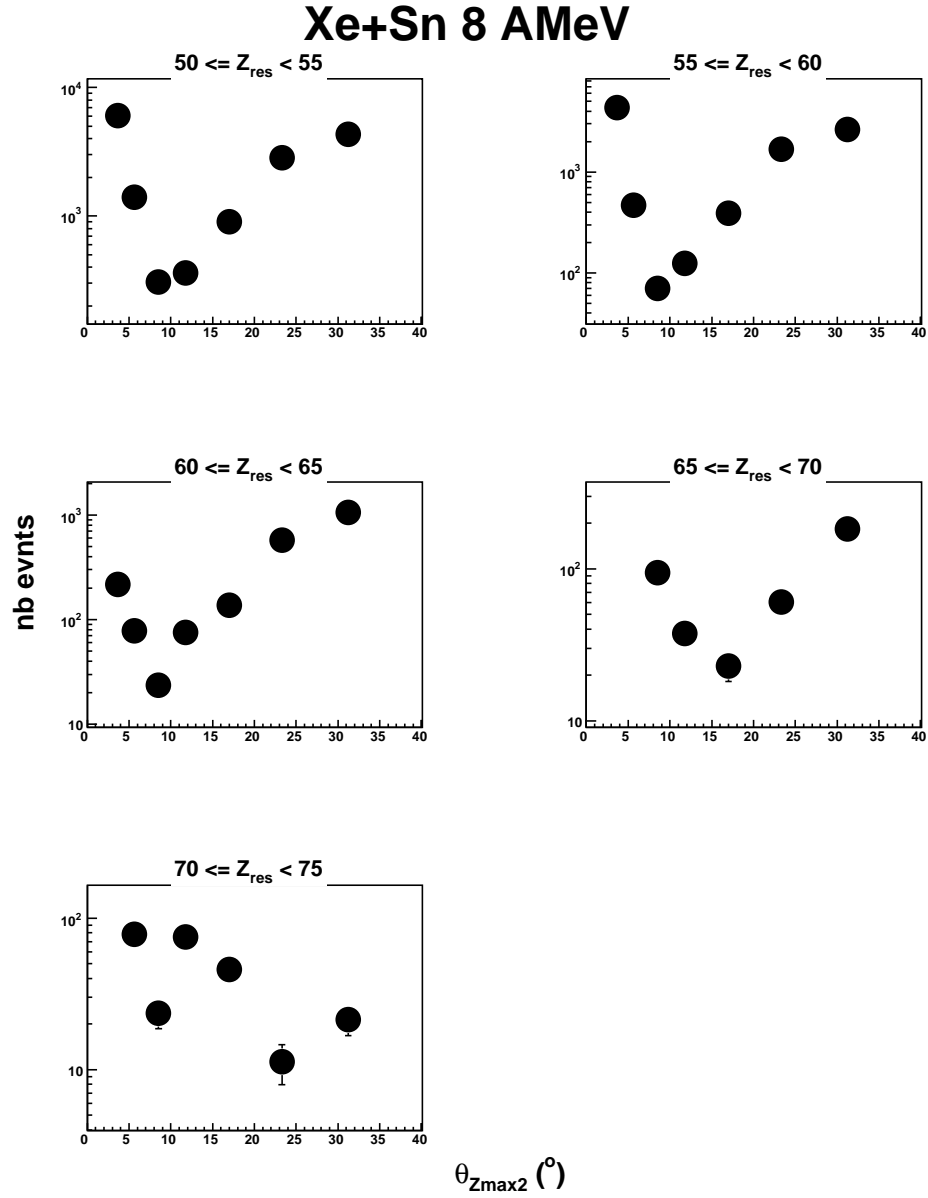 Xe+Sn 8 AMeV
50 <= Z_res < 55
10^4
10^3
0 5 10 15 20 25 30 35 40
55 <= Z_res < 60
10^3
10^2
0 5 10 15 20 25 30 35 40
nb evnts
60 <= Z_res < 65
10^3
10^2
10
0 5 10 15 20 25 30 35 40
65 <= Z_res < 70
10^2
10
0 5 10 15 20 25 30 35 40
70 <= Z_res < 75
10^2
10
0 5 10 15 20 25 30 35 40
θ_Zmax2 (°)